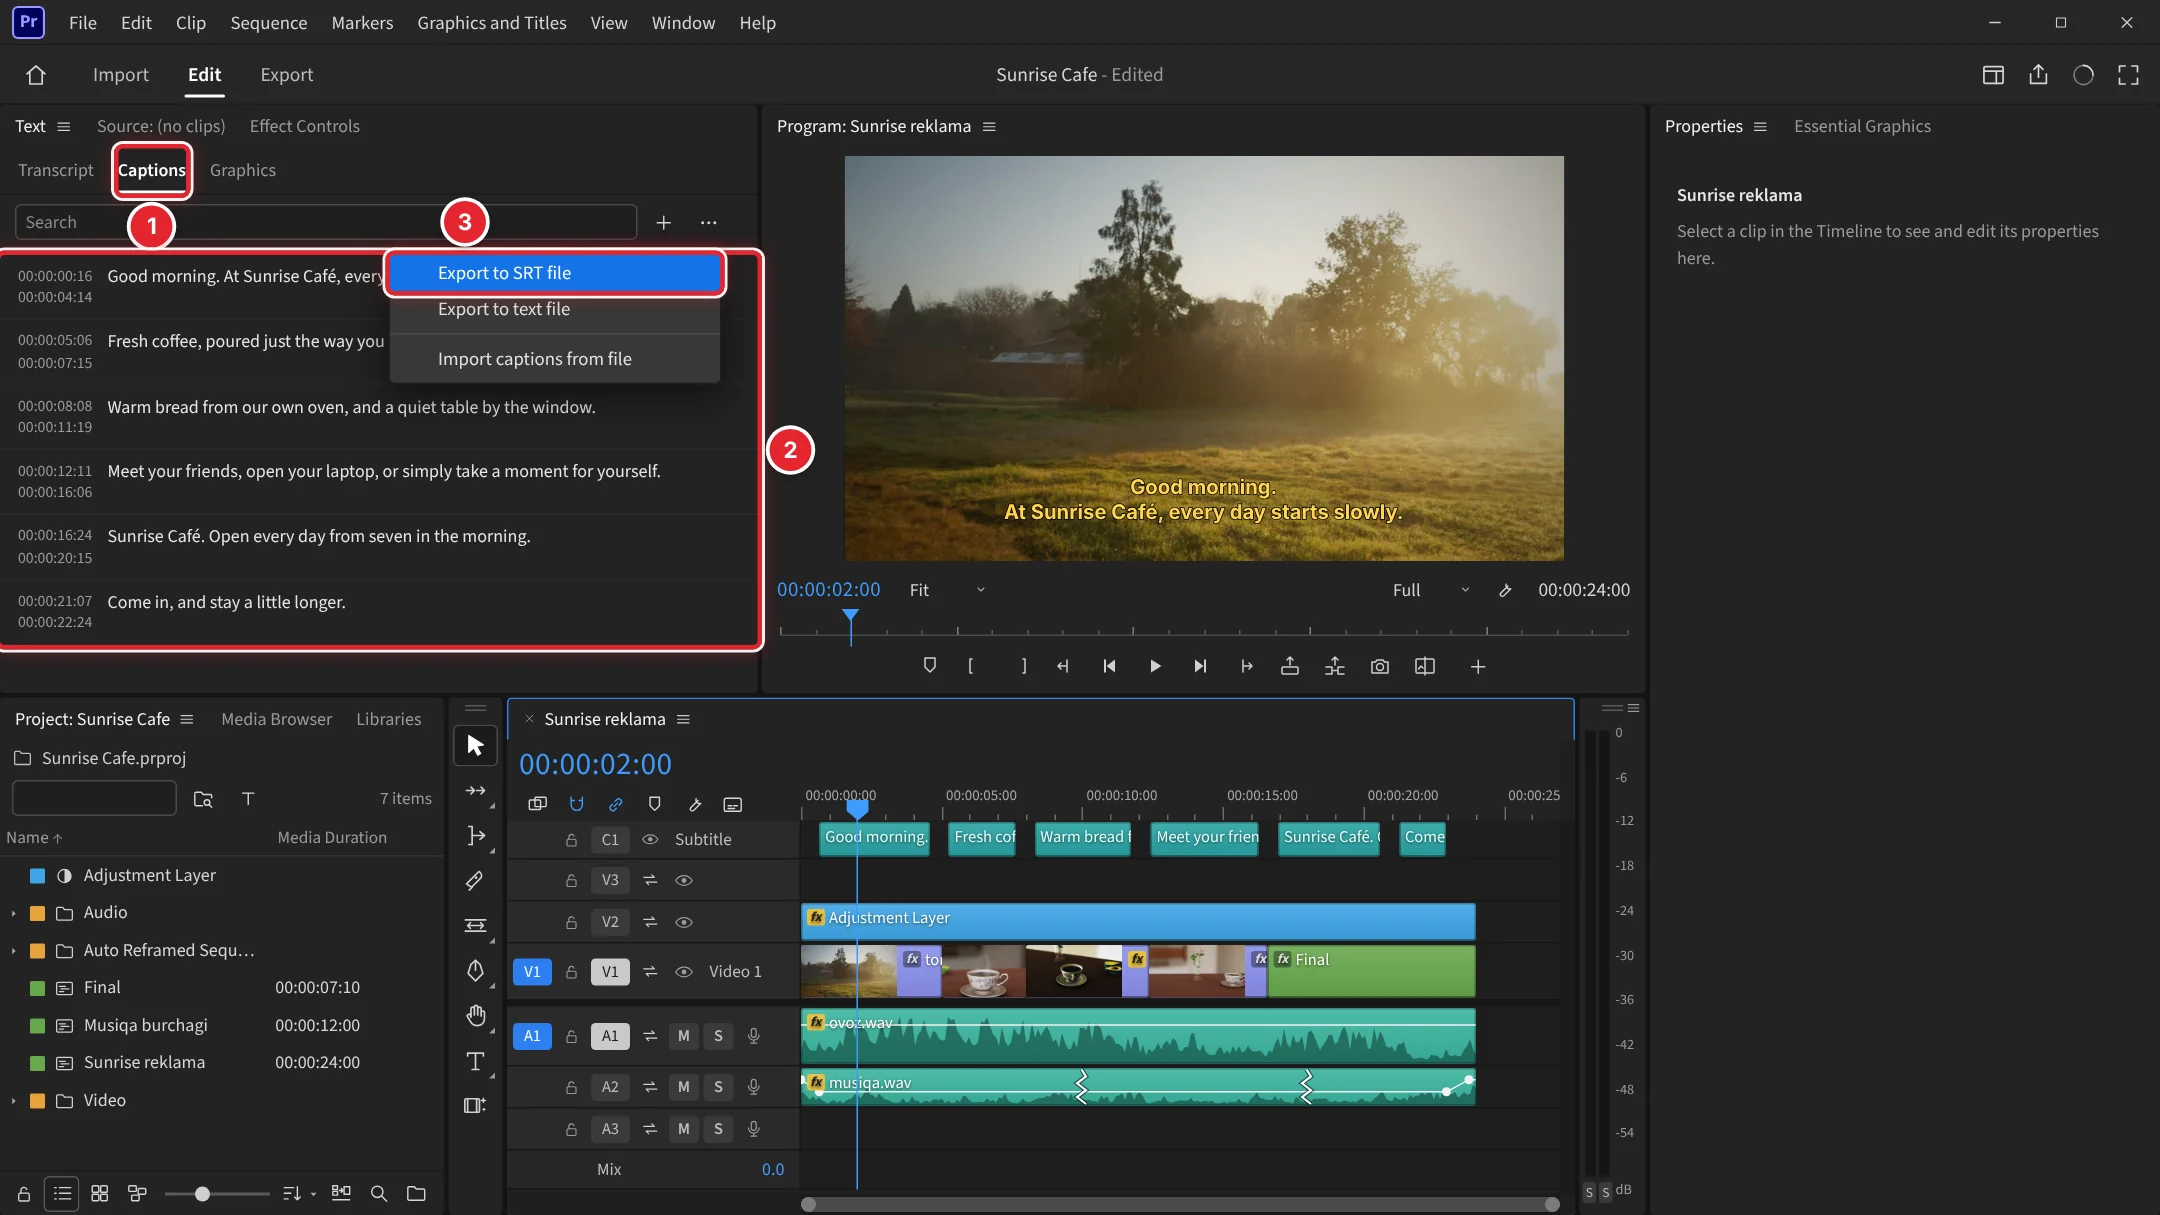 Pr File Edit Clip Sequence Markers Graphics and Titles View Window Help
Import Edit Export
Sunrise Cafe - Edited
Text Source: (no clips) Effect Controls
Transcript Captions Graphics
Search
1
3
00:00:00:16 Good morning. At Sunrise Café, every
00:00:04:14
00:00:05:06 Fresh coffee, poured just the way you
00:00:07:15
00:00:08:08 Warm bread from our own oven, and a quiet table by the window.
00:00:11:19
00:00:12:11 Meet your friends, open your laptop, or simply take a moment for yourself.
00:00:16:06
00:00:16:24 Sunrise Café. Open every day from seven in the morning.
00:00:20:15
00:00:21:07 Come in, and stay a little longer.
00:00:22:24
Export to SRT file
Export to text file
Import captions from file
2
Program: Sunrise reklama
Good morning.
At Sunrise Café, every day starts slowly.
00:00:02:00 Fit Full 00:00:24:00
Properties Essential Graphics
Sunrise reklama
Select a clip in the Timeline to see and edit its properties
here.
Project: Sunrise Cafe Media Browser Libraries
Sunrise Cafe.prproj
7 items
Name Media Duration
Adjustment Layer
Audio
Auto Reframed Sequ...
Final 00:00:07:10
Musiqa burchagi 00:00:12:00
Sunrise reklama 00:00:24:00
Video
Sunrise reklama
00:00:02:00
00:00:00:00 00:00:05:00 00:00:10:00 00:00:15:00 00:00:20:00 00:00:25
C1 Subtitle Good morning. Fresh cof Warm bread f Meet your frien Sunrise Café. Come
V3
V2 fx Adjustment Layer
V1 V1 Video 1 fx fx fx fx Final
A1 A1 M S fx ovoz.wav
A2 M S fx musiqa.wav
A3 M S
Mix 0.0
0
-6
-12
-18
-24
-30
-36
-42
-48
-54
S S dB